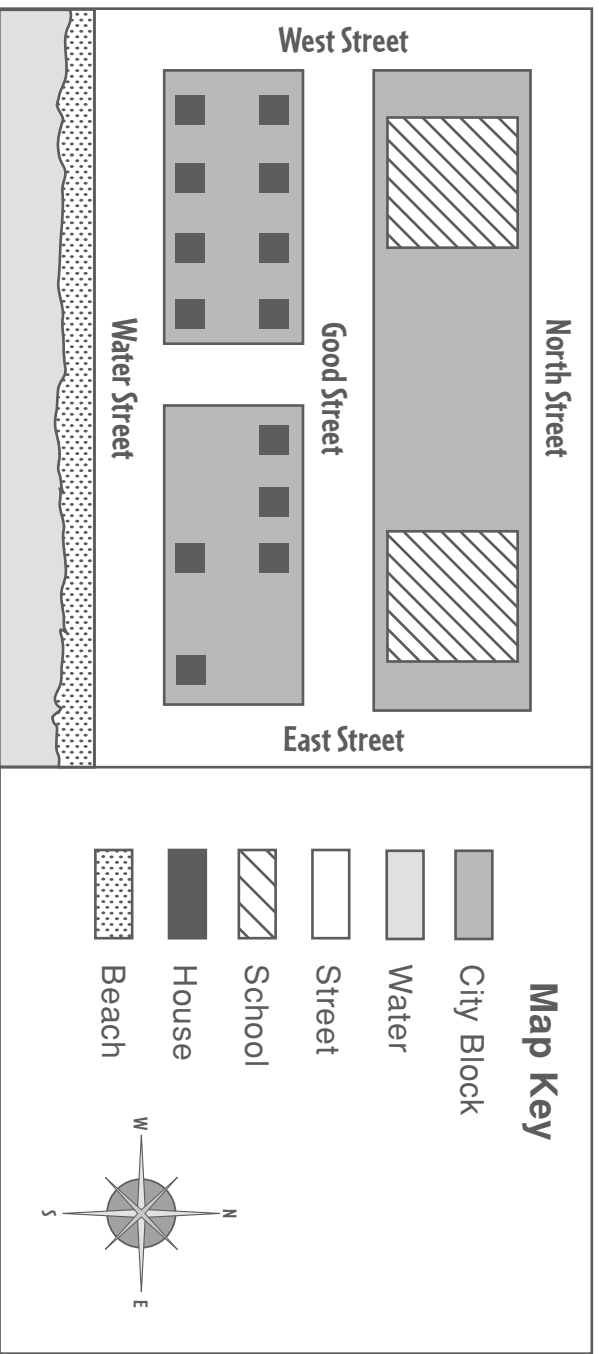 North Street
West Street
Good Street
East Street
Water Street
Map Key
City Block
Water
Street
School
House
Beach
N
W
E
S